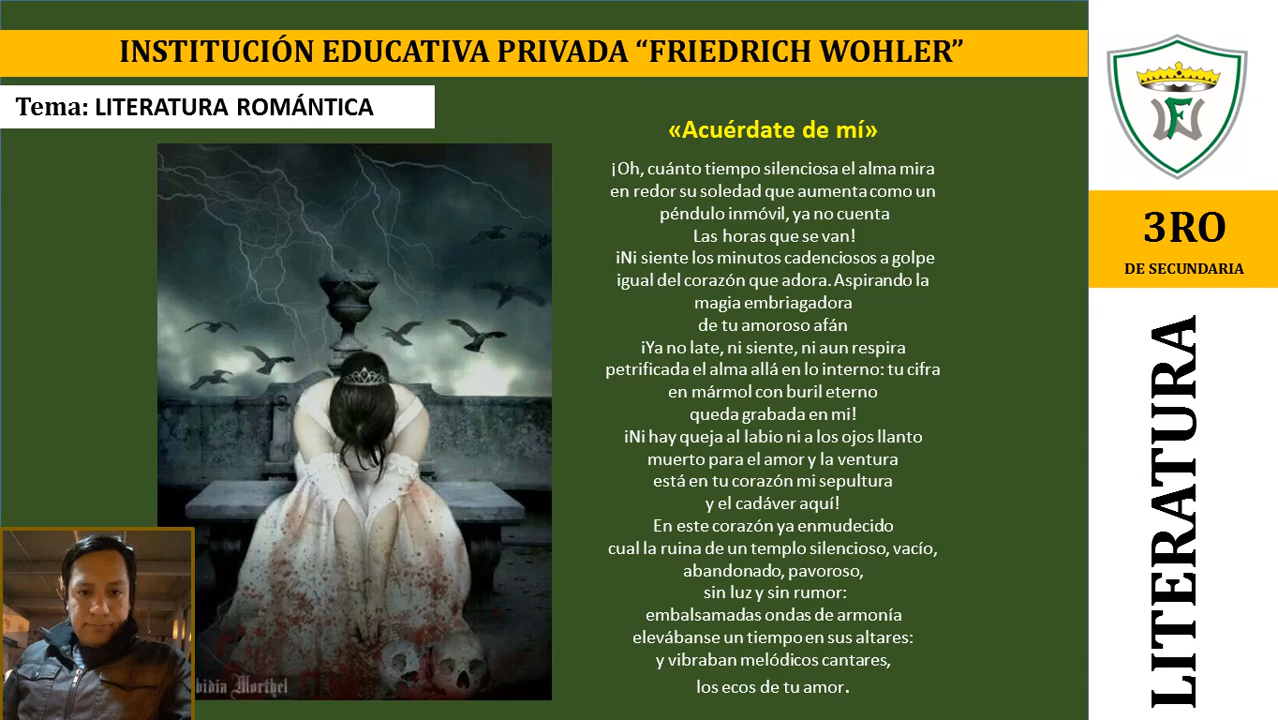 INSTITUCIÓN EDUCATIVA PRIVADA “FRIEDRICH WOHLER”
Tema: LITERATURA ROMÁNTICA
«Acuérdate de mí»
¡Oh, cuánto tiempo silenciosa el alma mira
en redor su soledad que aumenta como un
péndulo inmóvil, ya no cuenta
Las horas que se van!
¡Ni siente los minutos cadenciosos a golpe
igual del corazón que adora. Aspirando la
magia embriagadora
de tu amoroso afán
¡Ya no late, ni siente, ni aun respira
petrificada el alma allá en lo interno: tu cifra
en mármol con buril eterno
queda grabada en mi!
¡Ni hay queja al labio ni a los ojos llanto
muerto para el amor y la ventura
está en tu corazón mi sepultura
y el cadáver aquí!
En este corazón ya enmudecido
cual la ruina de un templo silencioso, vacío,
abandonado, pavoroso,
sin luz y sin rumor:
embalsamadas ondas de armonía
elevábanse un tiempo en sus altares:
y vibraban melódicos cantares,
los ecos de tu amor.
bidia Morthel
FW
3RO
DE SECUNDARIA
LITERATURA